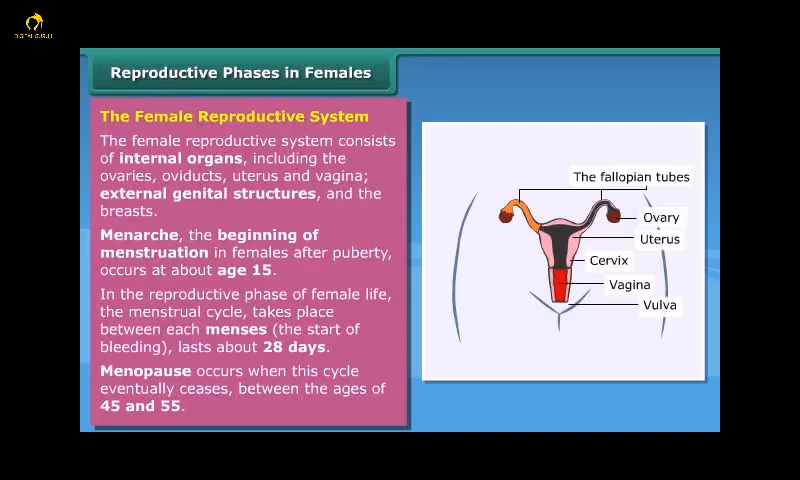 DIGITAL GURUJI
Reproductive Phases in Females
The Female Reproductive System
The female reproductive system consists
of internal organs, including the
ovaries, oviducts, uterus and vagina;
external genital structures, and the
breasts.
Menarche, the beginning of
menstruation in females after puberty,
occurs at about age 15.
In the reproductive phase of female life,
the menstrual cycle, takes place
between each menses (the start of
bleeding), lasts about 28 days.
Menopause occurs when this cycle
eventually ceases, between the ages of
45 and 55.
The fallopian tubes
Ovary
Uterus
Cervix
Vagina
Vulva